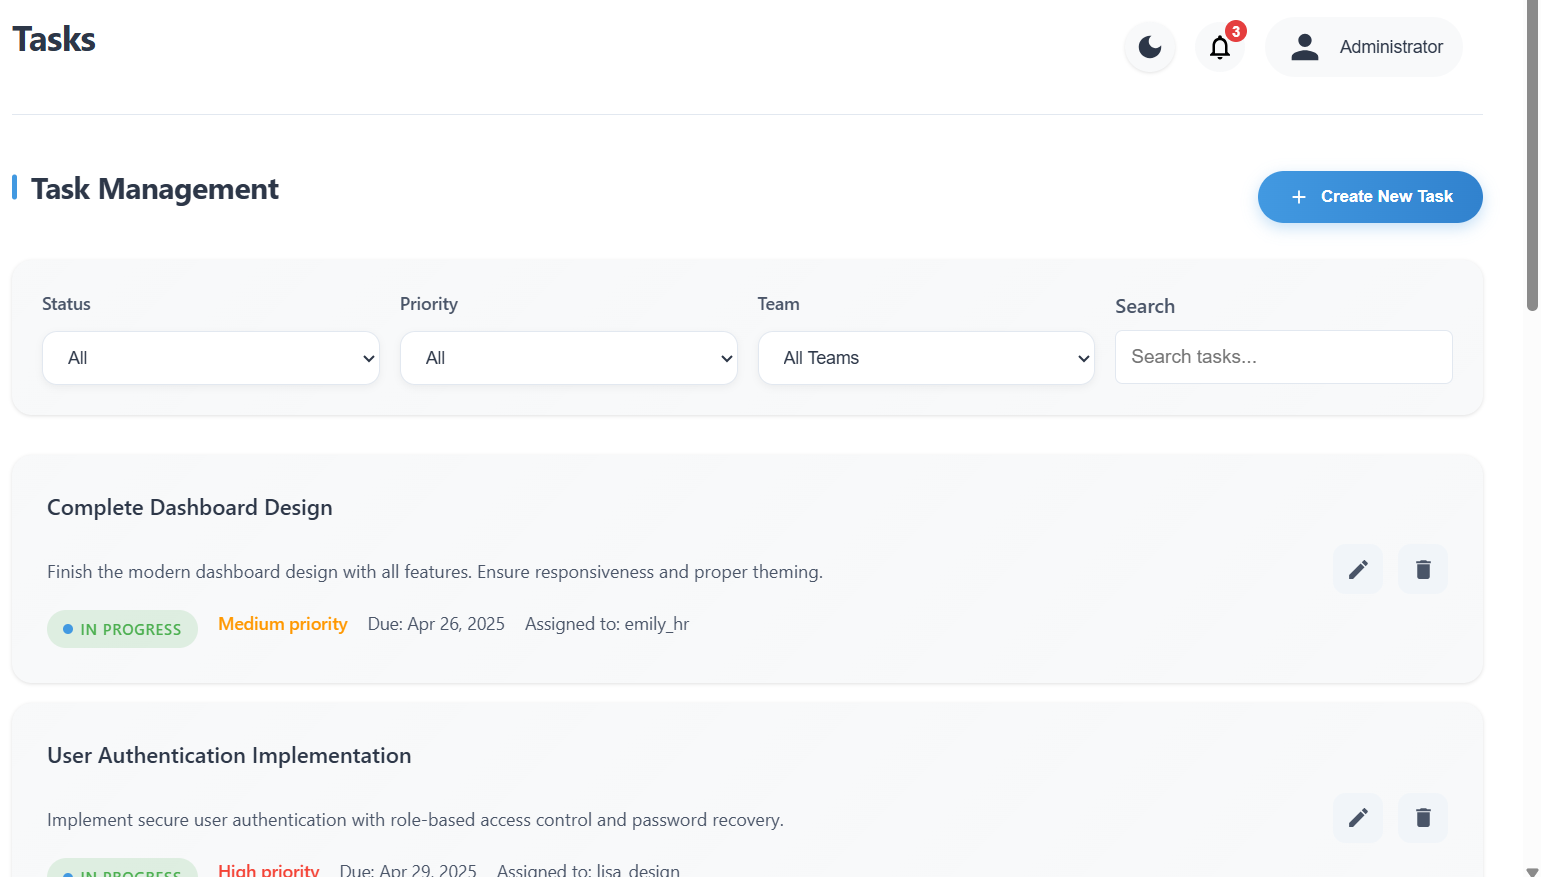 Tasks
3
Administrator
Task Management
Create New Task
Status
Priority
Team
Search
All
All
All Teams
Search tasks...
Complete Dashboard Design
Finish the modern dashboard design with all features. Ensure responsiveness and proper theming.
IN PROGRESS Medium priority Due: Apr 26, 2025 Assigned to: emily_hr
User Authentication Implementation
Implement secure user authentication with role-based access control and password recovery.
IN PROGRESS High priority Due: Apr 29, 2025 Assigned to: lisa_design